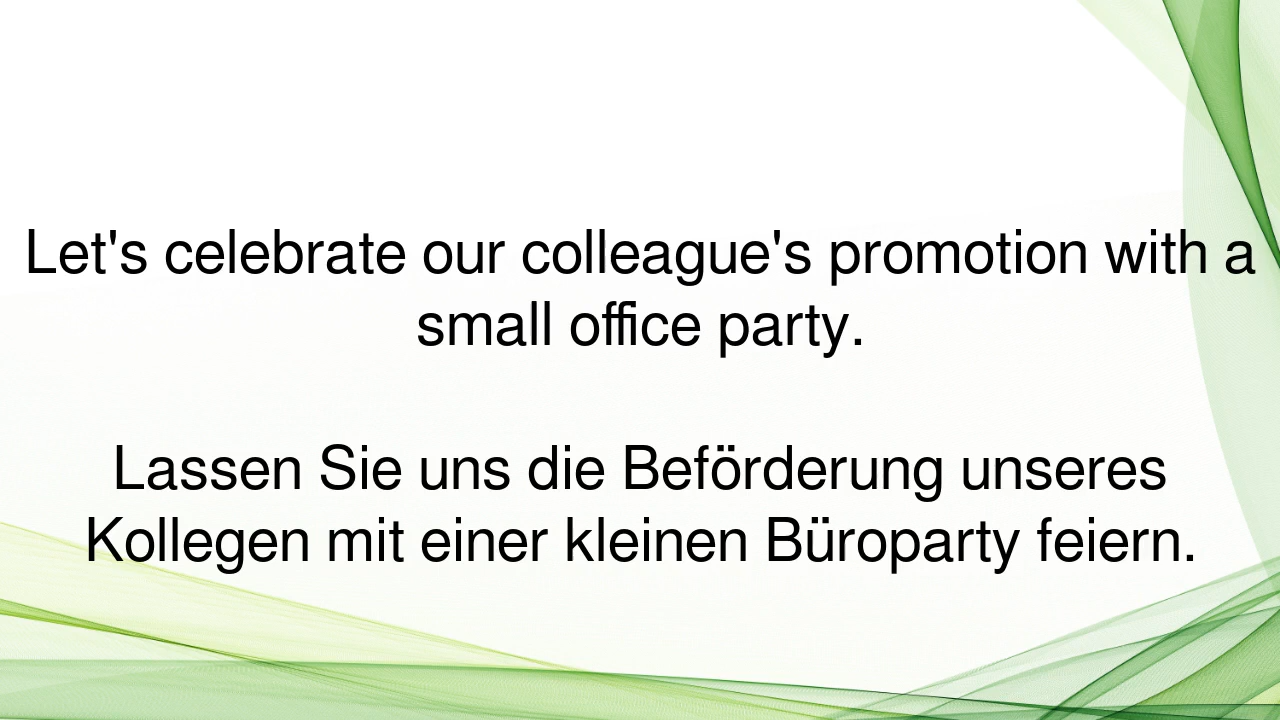 Let's celebrate our colleague's promotion with a
small office party.
Lassen Sie uns die Beförderung unseres
Kollegen mit einer kleinen Büroparty feiern.